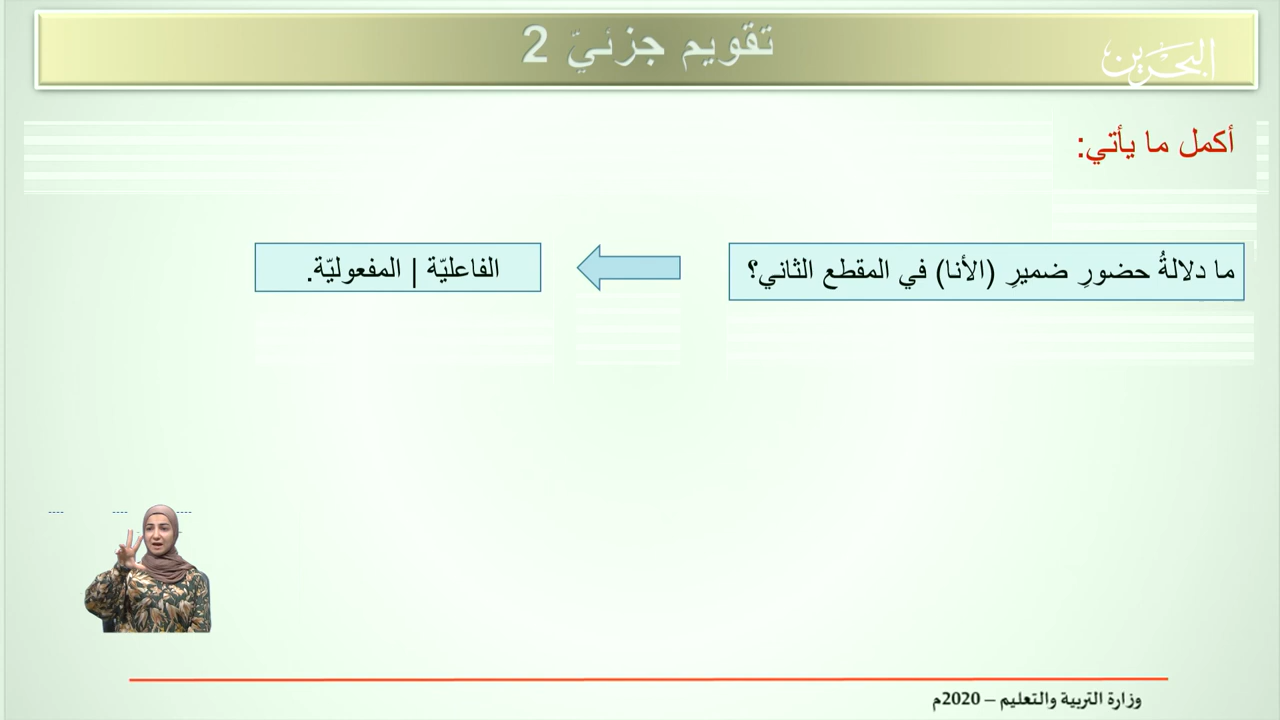 تقويم جزئيّ 2
البحرين
أكمل ما يأتي:
ما دلالةُ حضورِ ضميرِ (الأنا) في المقطع الثاني؟
الفاعليّة | المفعوليّة.
وزارة التربية والتعليم – 2020م